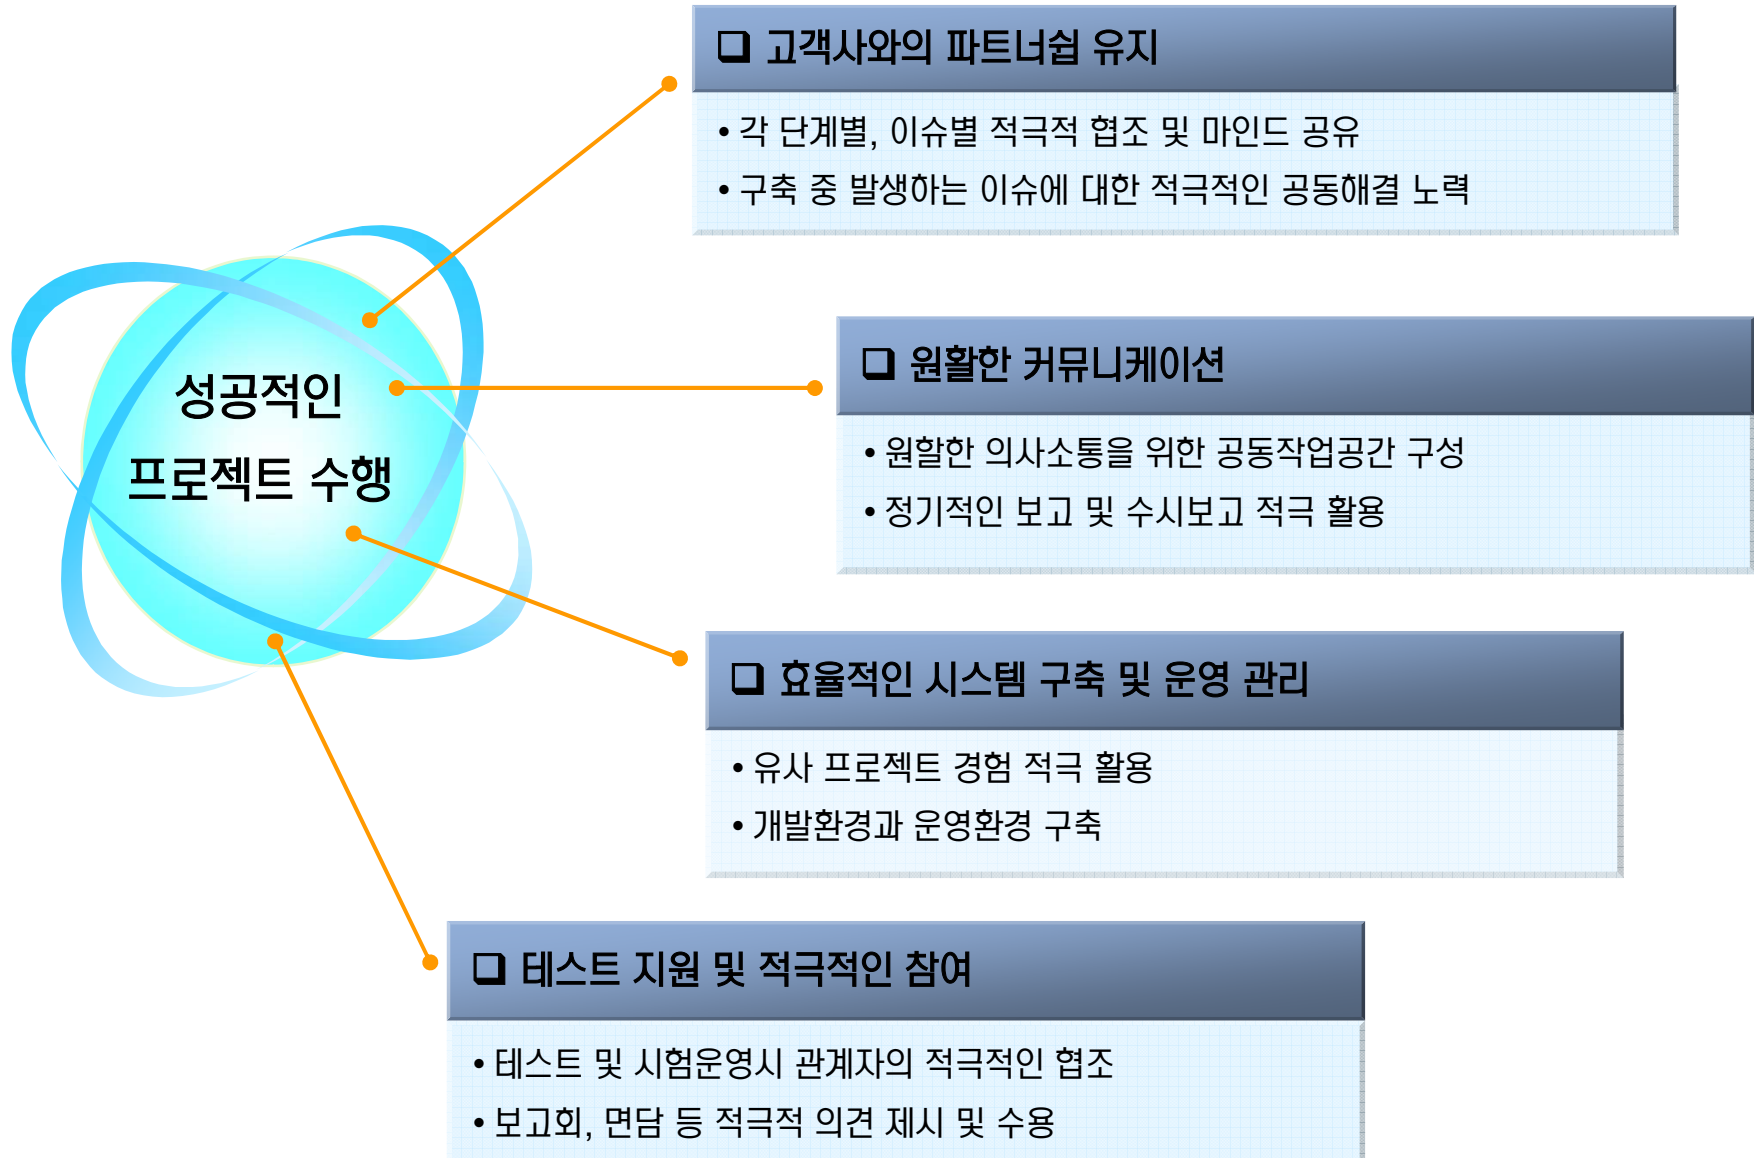 ❑ 고객사와의 파트너쉽 유지
• 각 단계별, 이슈별 적극적 협조 및 마인드 공유
• 구축 중 발생하는 이슈에 대한 적극적인 공동해결 노력
성공적인
프로젝트 수행
❑ 원활한 커뮤니케이션
• 원할한 의사소통을 위한 공동작업공간 구성
• 정기적인 보고 및 수시보고 적극 활용
❑ 효율적인 시스템 구축 및 운영 관리
• 유사 프로젝트 경험 적극 활용
• 개발환경과 운영환경 구축
❑ 테스트 지원 및 적극적인 참여
• 테스트 및 시험운영시 관계자의 적극적인 협조
• 보고회, 면담 등 적극적 의견 제시 및 수용